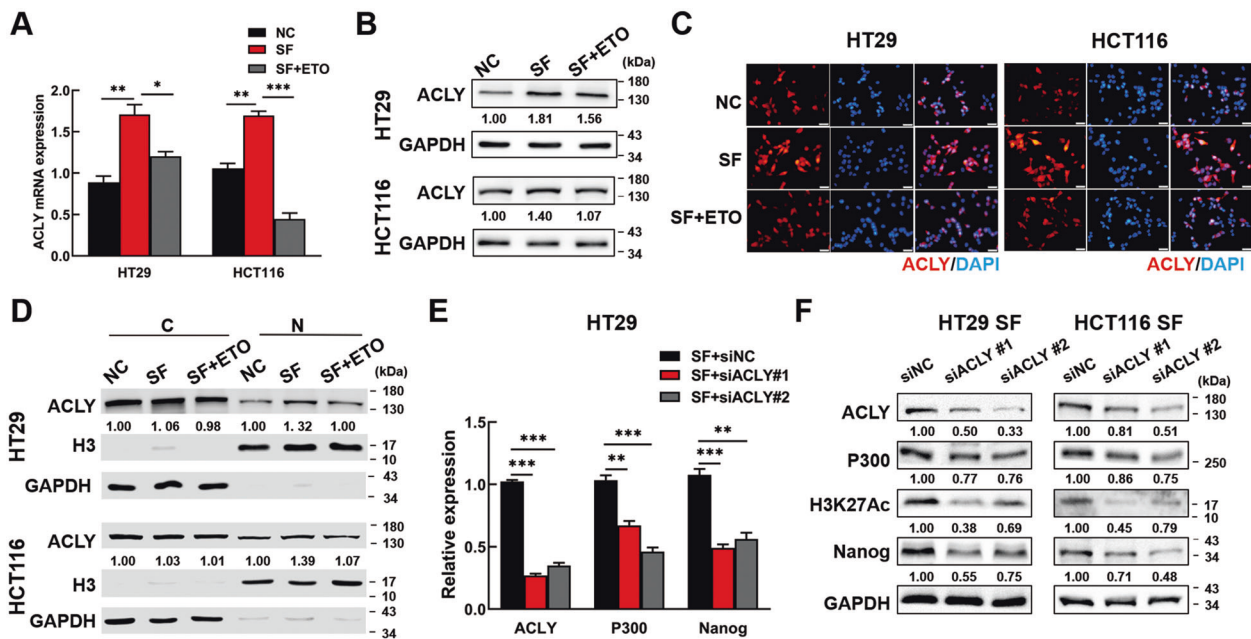 A
NC
SF
SF+ETO
ACLY mRNA expression
2.0
1.5
1.0
0.5
0.0
** * ** ***
HT29 HCT116
B
NC SF SF+ETO
(kDa)
HT29
ACLY 180
130
1.00 1.81 1.56
GAPDH 43
34
HCT116
ACLY 180
130
1.00 1.40 1.07
GAPDH 43
34
C
HT29 HCT116
NC
SF
SF+ETO
ACLY/DAPI ACLY/DAPI
D
C N
NC SF SF+ETO NC SF SF+ETO
(kDa)
HT29
ACLY 180
130
1.00 1.06 0.98 1.00 1.32 1.00
H3 17
GAPDH 43
34
HCT116
ACLY 180
130
1.00 1.03 1.01 1.00 1.39 1.07
H3 17
GAPDH 43
34
E
HT29
SF+siNC
SF+siACLY#1
SF+siACLY#2
Relative expression
1.5
1.0
0.5
0.0
*** *** **
*** ** ***
ACLY P300 Nanog
F
HT29 SF HCT116 SF
siNC siACLY #1 siACLY #2 siNC siACLY #1 siACLY #2
(kDa)
ACLY 180
130
1.00 0.50 0.33 1.00 0.81 0.51
P300 250
1.00 0.77 0.76 1.00 0.86 0.75
H3K27Ac 17
10
1.00 0.38 0.69 1.00 0.45 0.79
Nanog 43
34
1.00 0.55 0.75 1.00 0.71 0.48
GAPDH 43
34